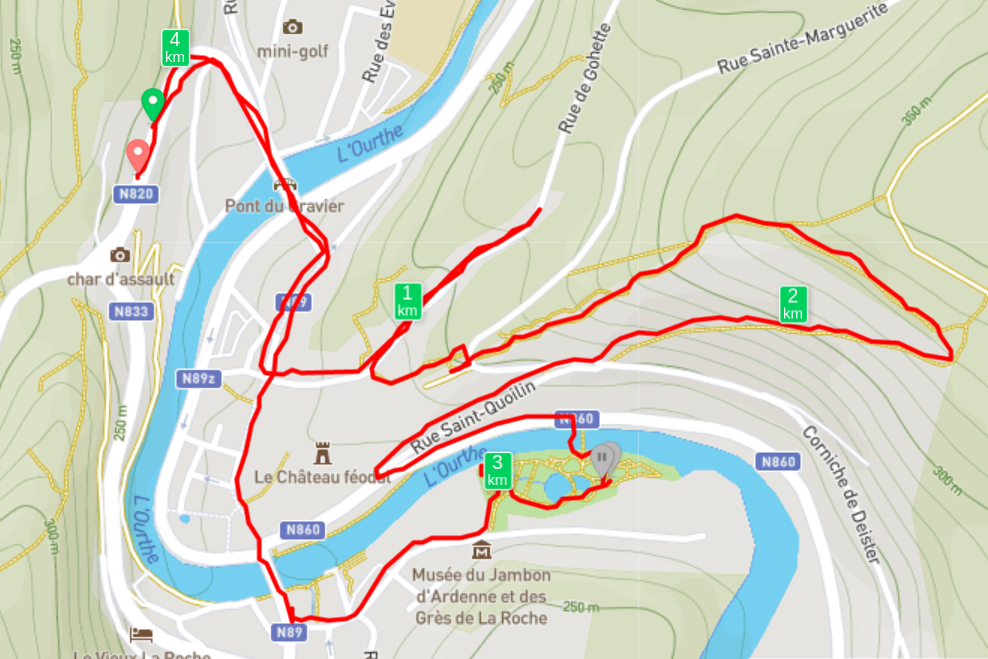 250 m
Ru
4
km
mini-golf
Rue des Ev
250 m
Rue de Gohette
Rue Sainte-Marguerite
350 m
L'Ourthe
N820
Pont du Gravier
char d'assault
N833
N89
1
km
2
km
N89z
250 m
Rue Saint-Quoilin
N860
Corniche de Deister
Le Château féodal
L'Ourthe
3
km
N860
300 m
L'Ourthe
300 m
N860
Musée du Jambon
d'Ardenne et des
Grès de La Roche
250 m
N89
Le Vieux La Roche
R